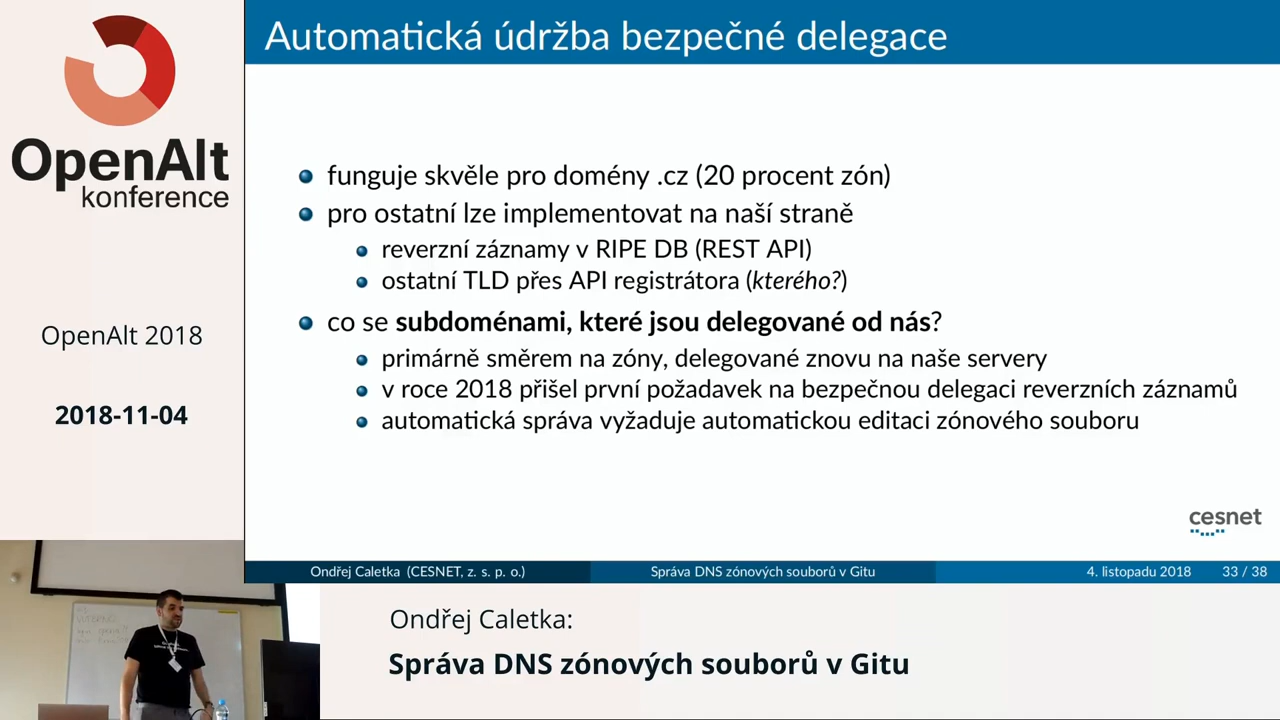 OpenAlt
konference
OpenAlt 2018
2018-11-04
Automatická údržba bezpečné delegace
funguje skvěle pro domény .cz (20 procent zón)
pro ostatní lze implementovat na naší straně
reverzní záznamy v RIPE DB (REST API)
ostatní TLD přes API registrátora (kterého?)
co se subdoménami, které jsou delegované od nás?
primárně směrem na zóny, delegované znovu na naše servery
v roce 2018 přišel první požadavek na bezpečnou delegaci reverzních záznamů
automatická správa vyžaduje automatickou editaci zónového souboru
cesnet
Ondřej Caletka (CESNET, z. s. p. o.) Správa DNS zónových souborů v Gitu 4. listopadu 2018 33 / 38
Ondřej Caletka:
Správa DNS zónových souborů v Gitu